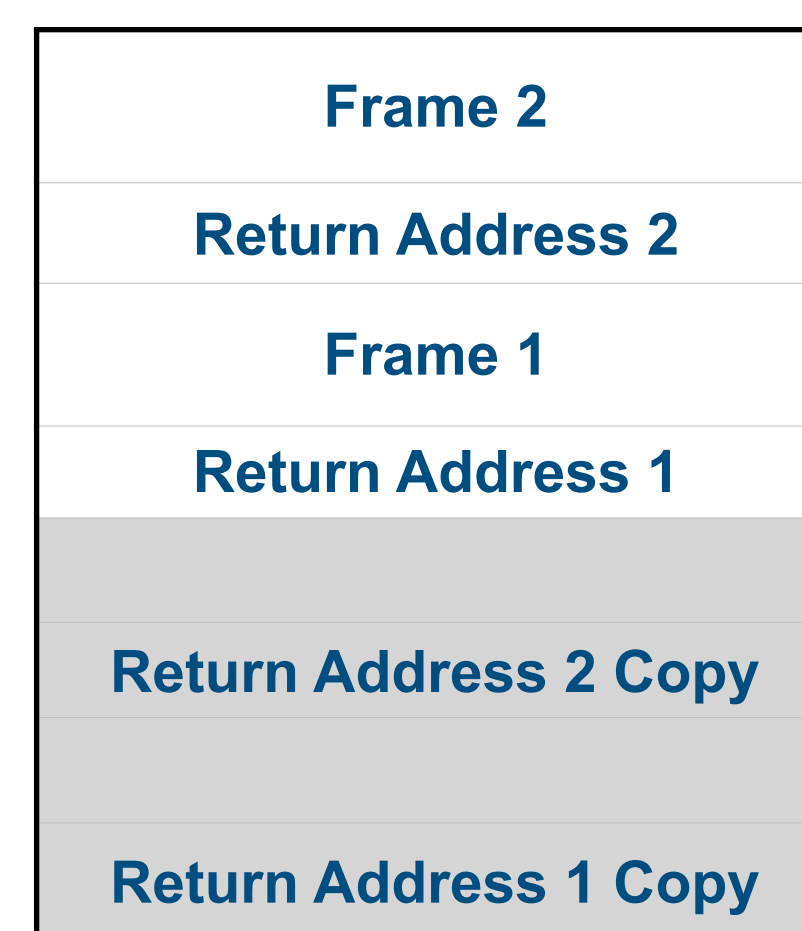 Frame 2
Return Address 2
Frame 1
Return Address 1
Return Address 2 Copy
Return Address 1 Copy